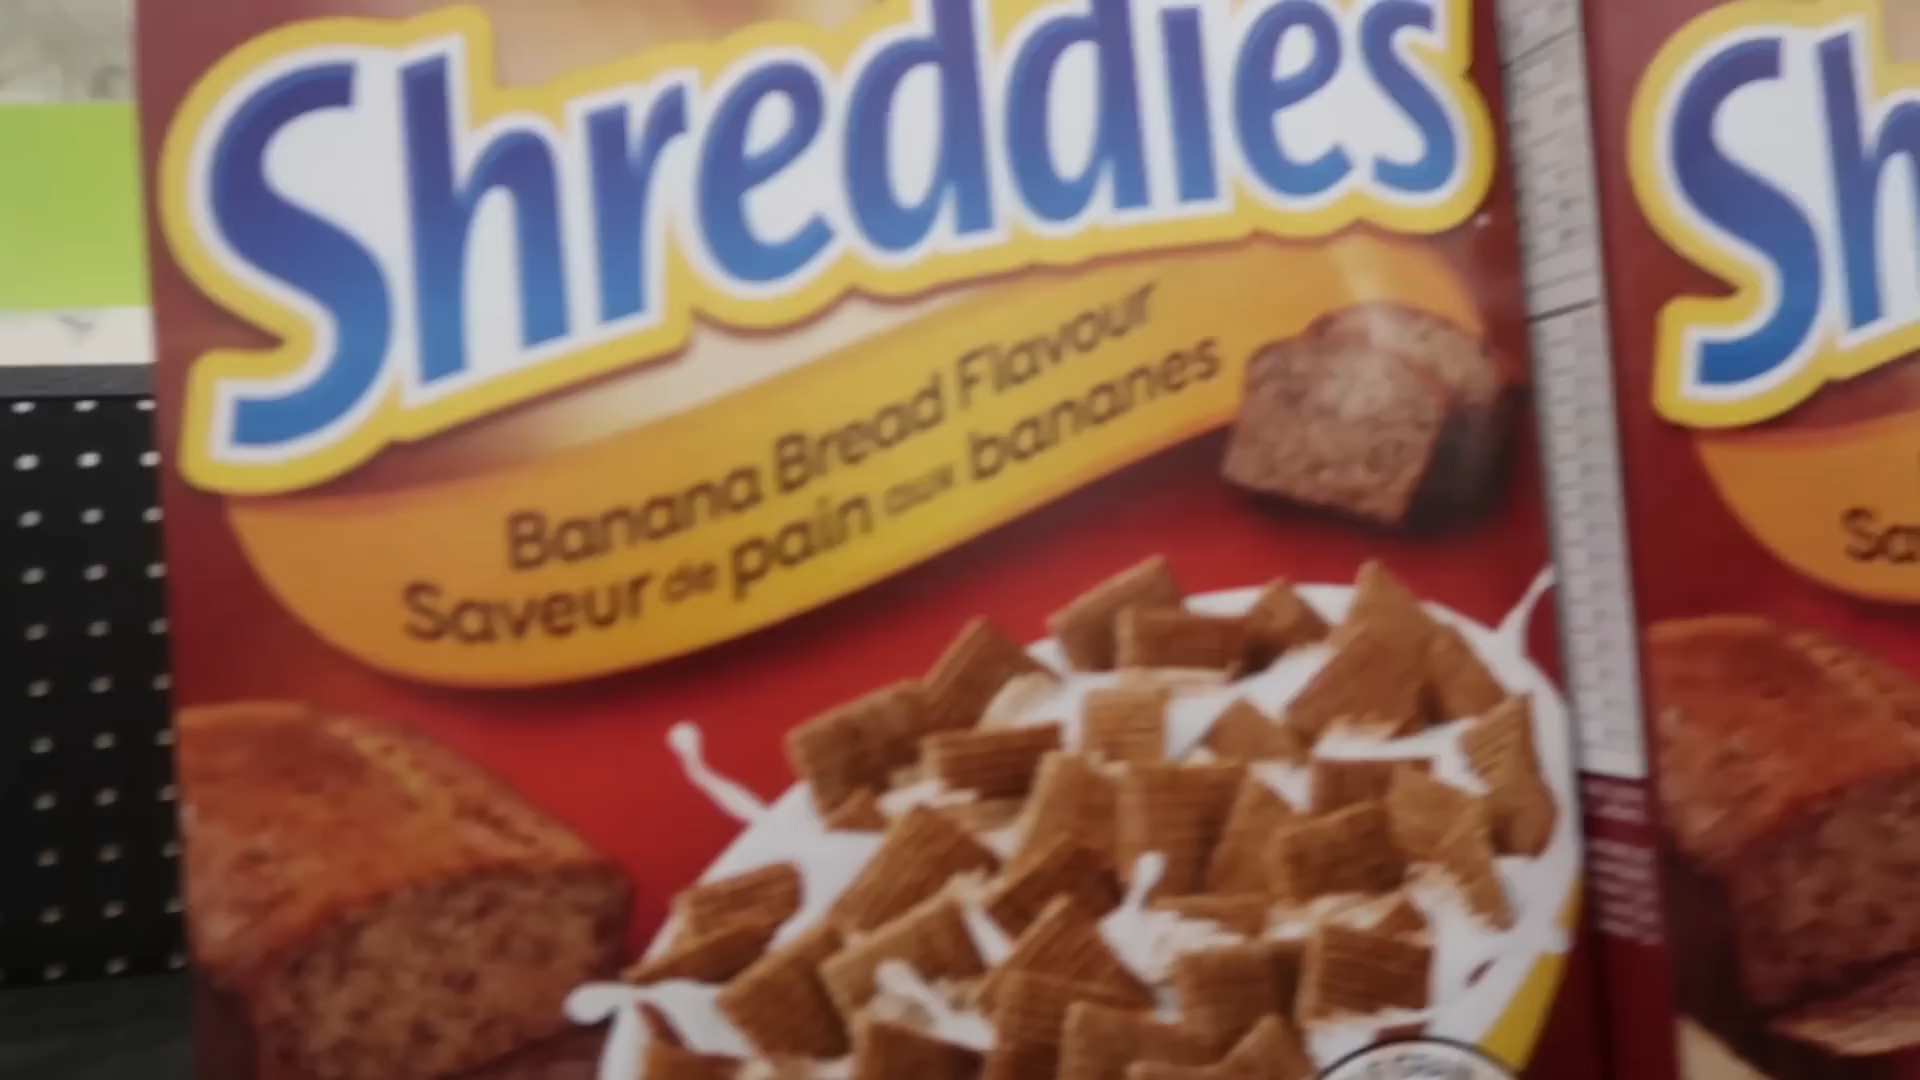 Shreddies
Banana Bread Flavour
Saveur de pain aux bananes
Sh
Sa